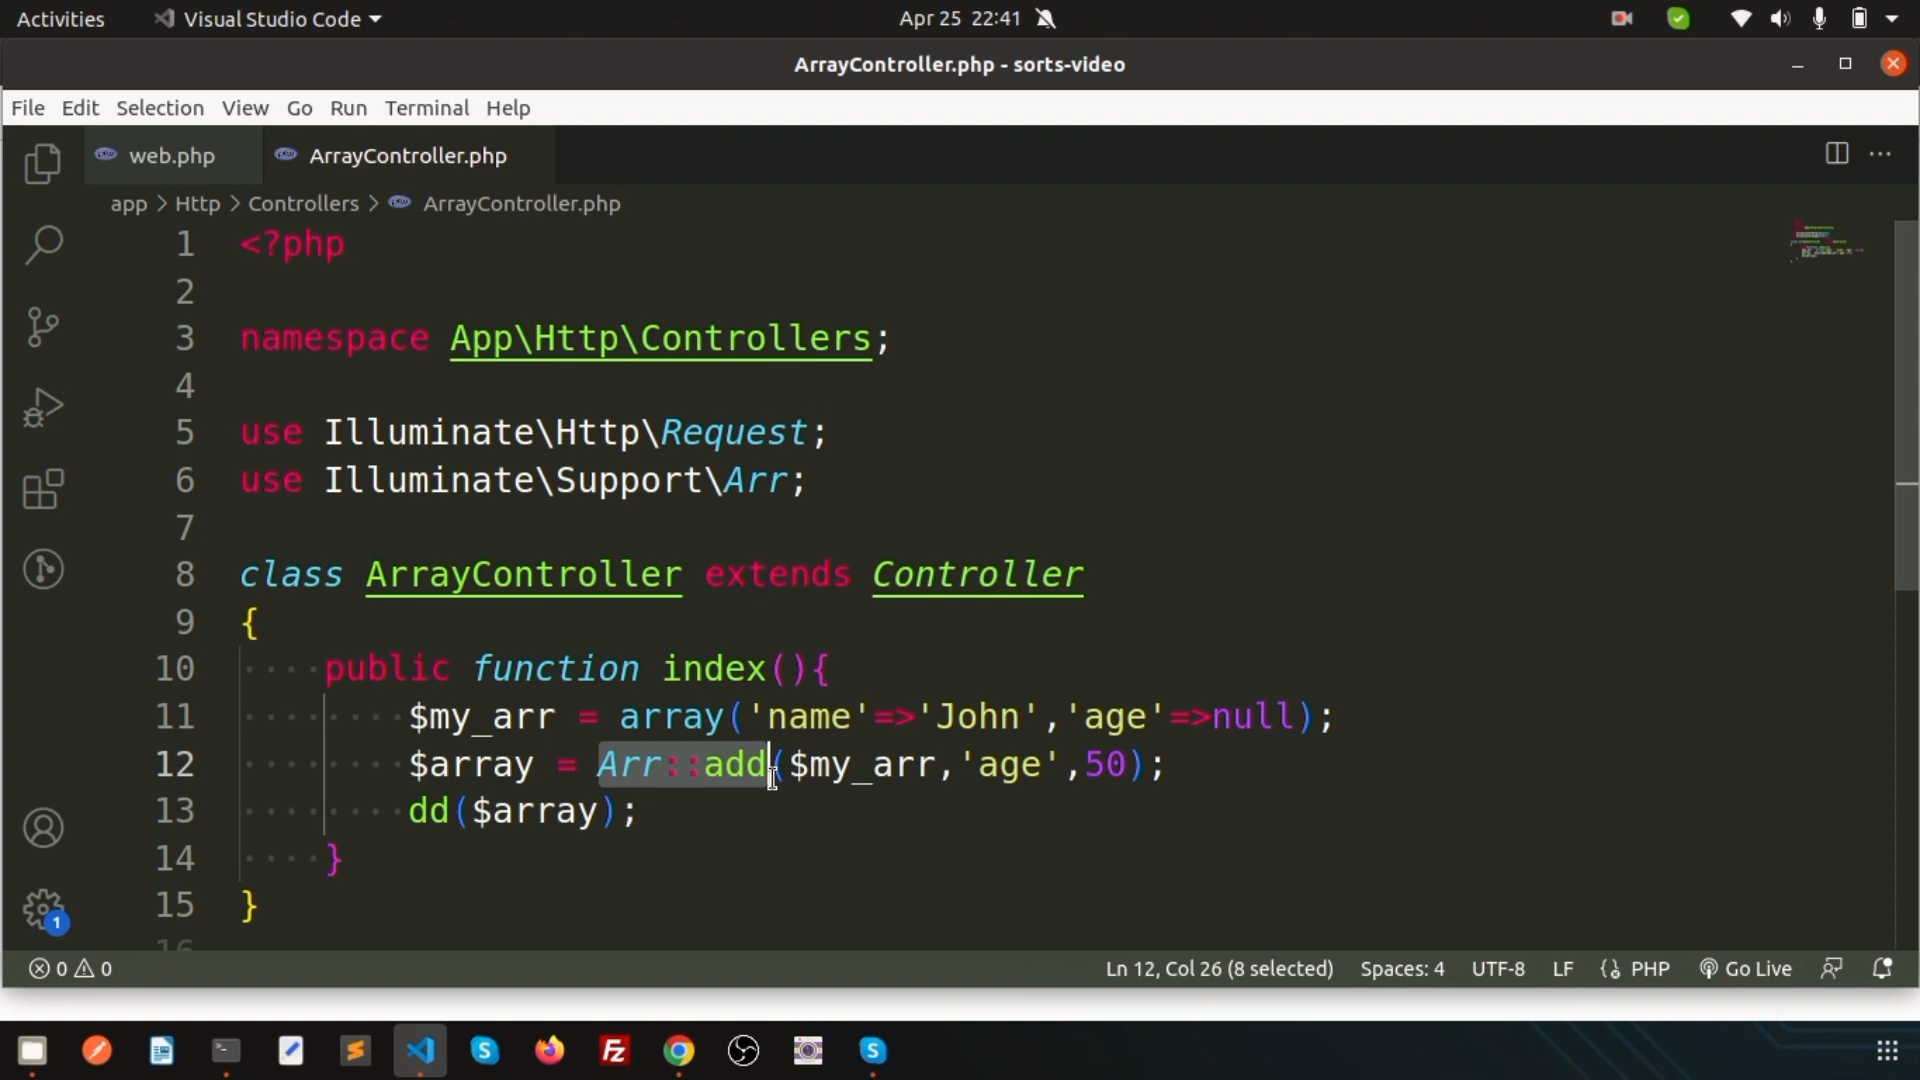 Activities Visual Studio Code Apr 25 22:41
ArrayController.php - sorts-video
File Edit Selection View Go Run Terminal Help
web.php ArrayController.php
app > Http > Controllers > ArrayController.php
1 <?php
2
3 namespace App\Http\Controllers;
4
5 use Illuminate\Http\Request;
6 use Illuminate\Support\Arr;
7
8 class ArrayController extends Controller
9 {
10 public function index(){
11 $my_arr = array('name'=>'John','age'=>null);
12 $array = Arr::add($my_arr,'age',50);
13 dd($array);
14 }
15 }
16
1
0 0 Ln 12, Col 26 (8 selected) Spaces: 4 UTF-8 LF PHP Go Live